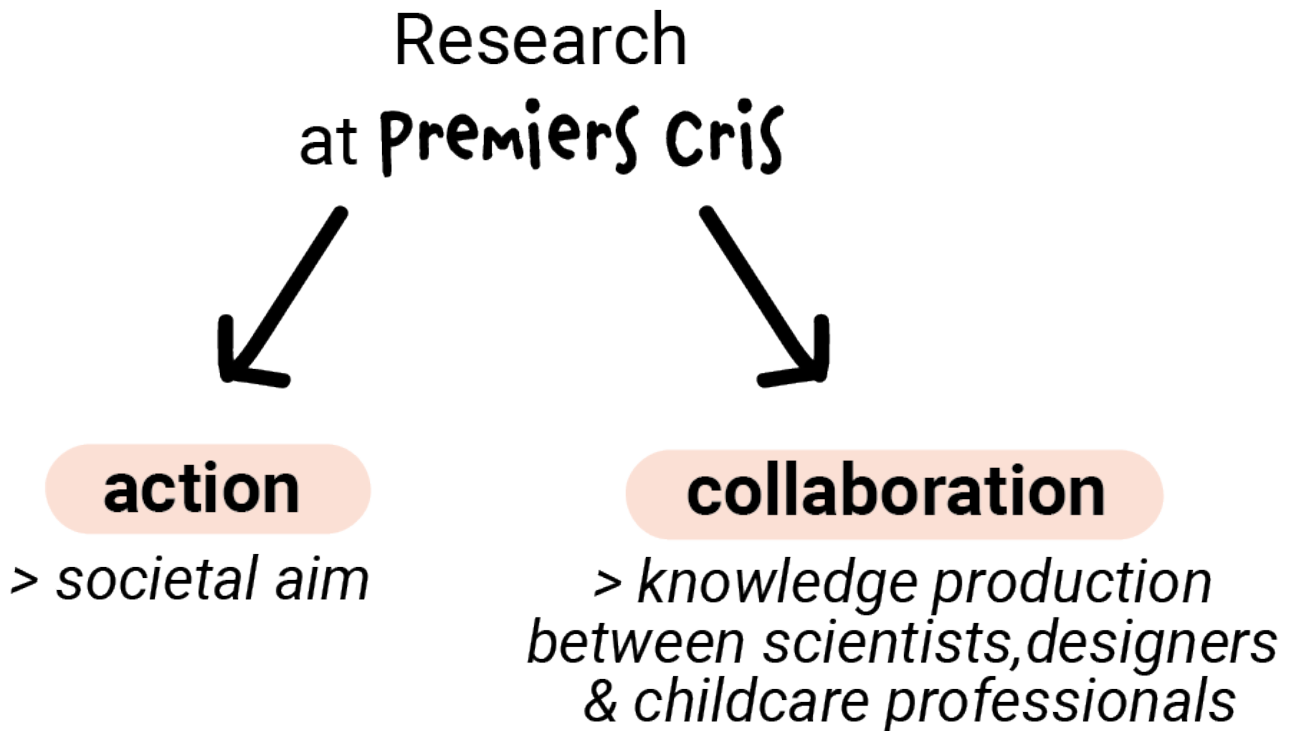 Research
at Premiers Cris
action
> societal aim
collaboration
> knowledge production
between scientists,designers
& childcare professionals